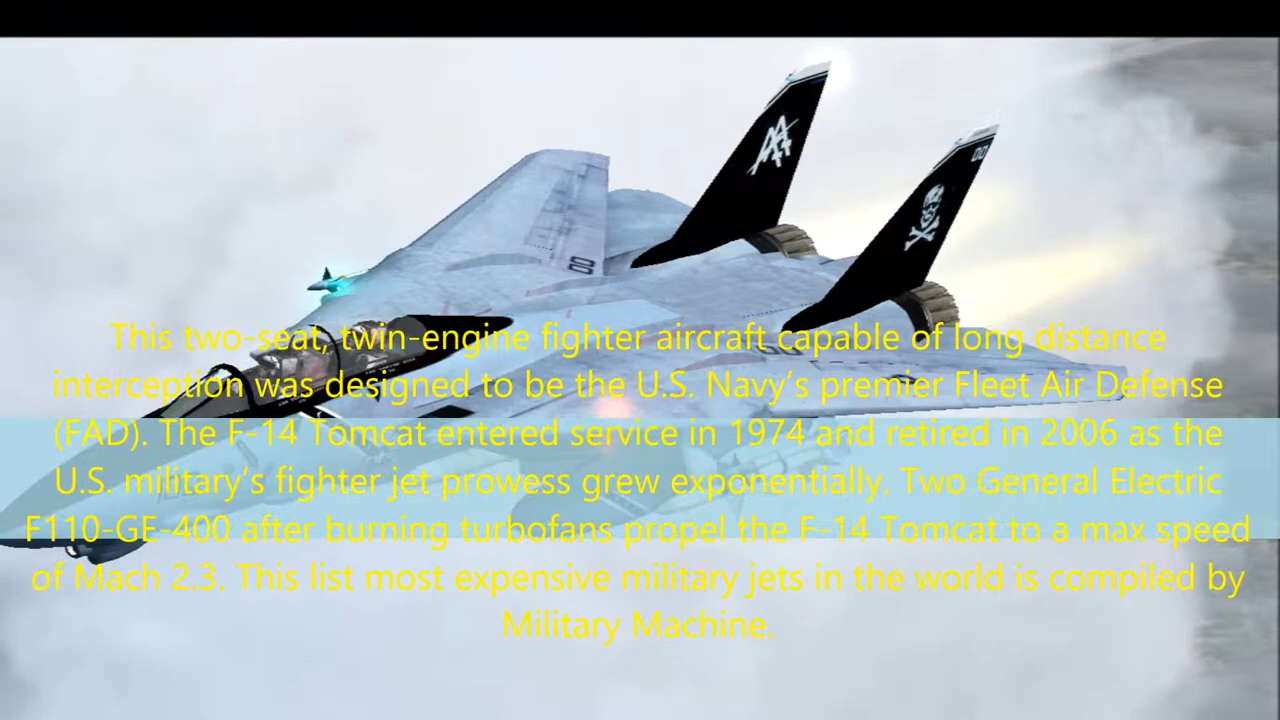 AA
00
00
This two-seat, twin-engine fighter aircraft capable of long distance
interception was designed to be the U.S. Navy’s premier Fleet Air Defense
(FAD). The F-14 Tomcat entered service in 1974 and retired in 2006 as the
U.S. military’s fighter jet prowess grew exponentially. Two General Electric
F110-GE-400 after burning turbofans propel the F-14 Tomcat to a max speed
of Mach 2.3. This list most expensive military jets in the world is compiled by
Military Machine.